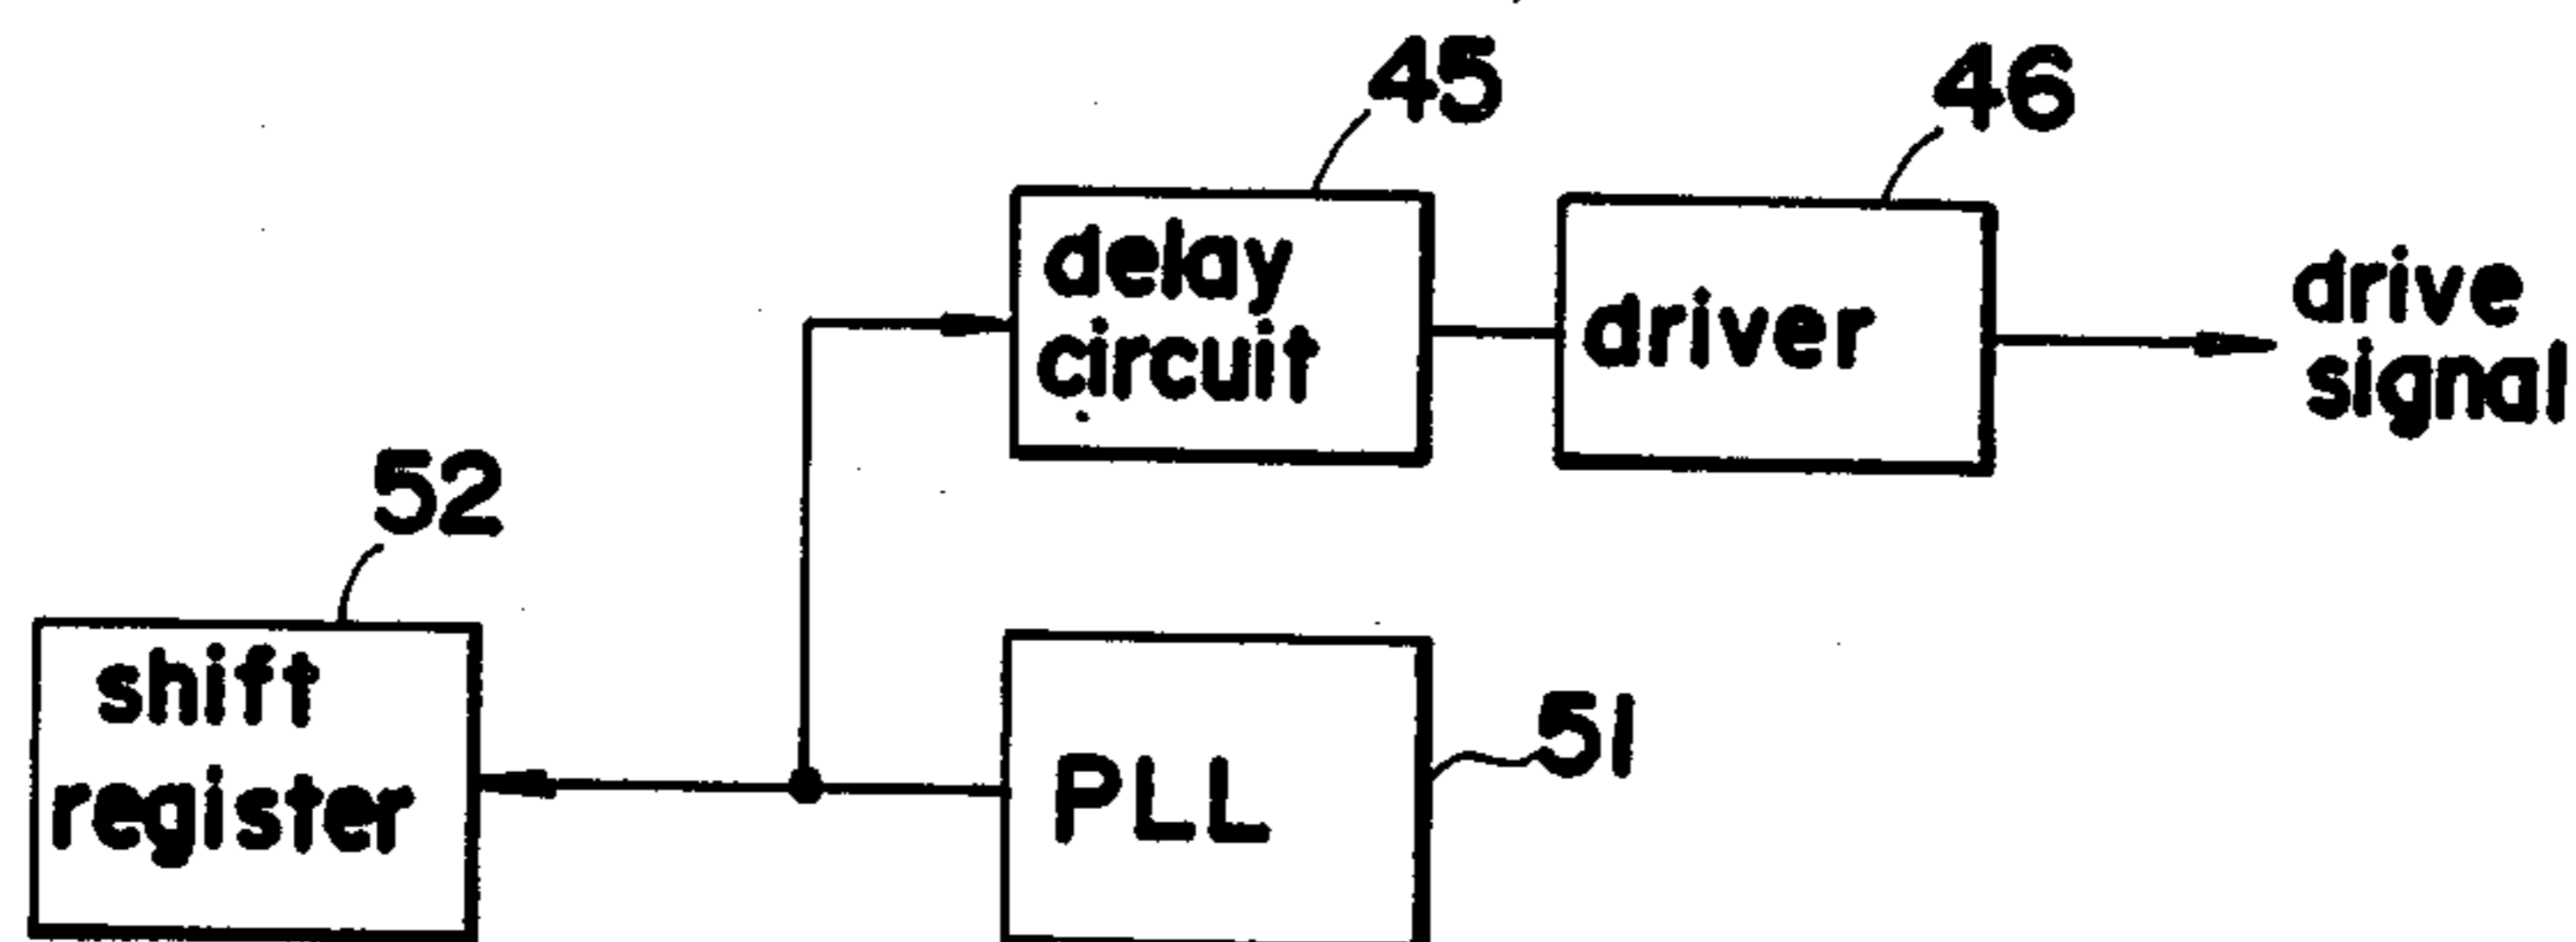 45
46
delay
circuit
driver
drive
signal
52
shift
register
PLL
51